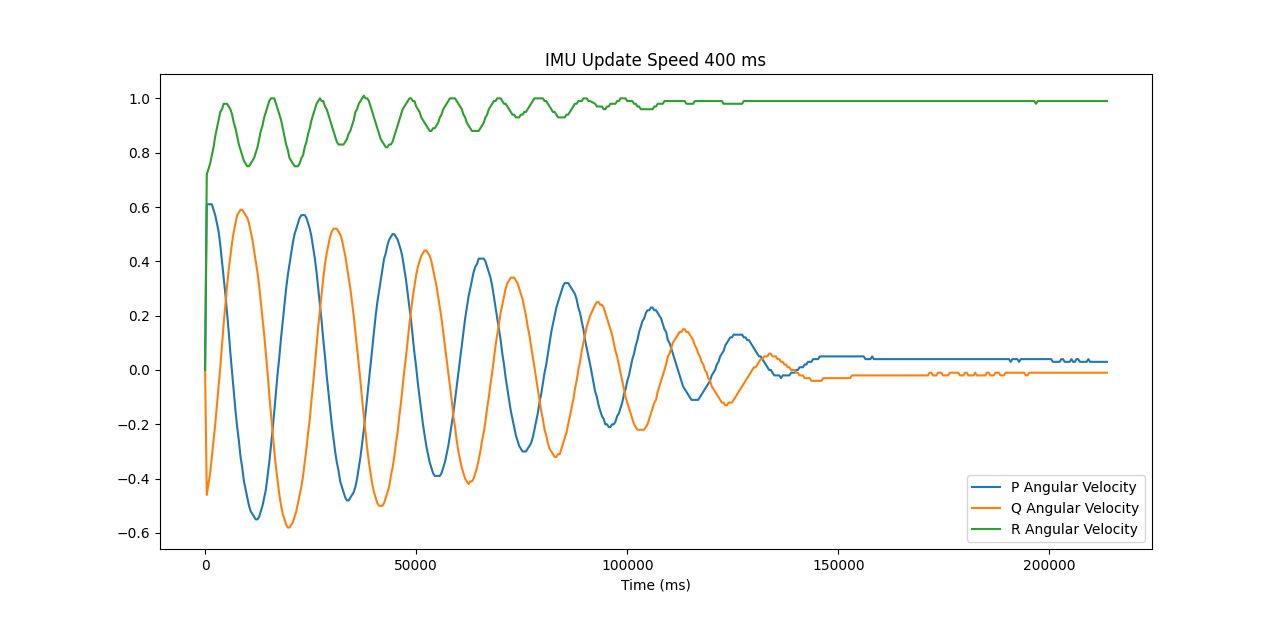 IMU Update Speed 400 ms
1.0
0.8
0.6
0.4
0.2
0.0
−0.2
−0.4
−0.6
P Angular Velocity
Q Angular Velocity
R Angular Velocity
0 50000 100000 150000 200000
Time (ms)